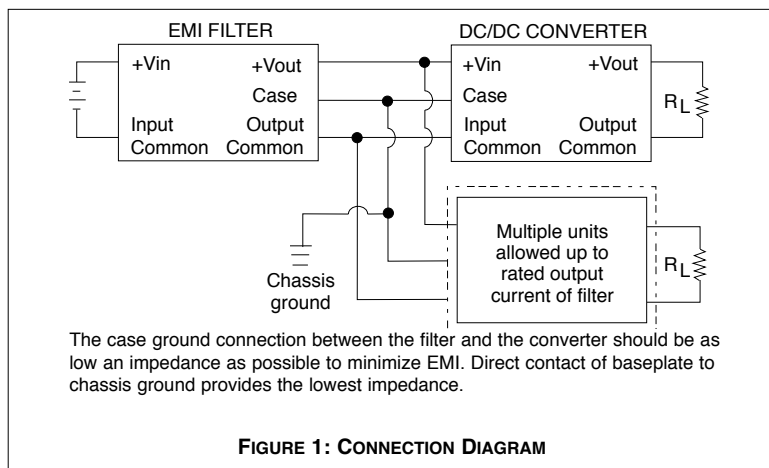 EMI FILTER
DC/DC CONVERTER
+Vin
+Vout
Case
Input
Common
Output
Common
+Vin
+Vout
Case
Input
Common
Output
Common
RL
Multiple units
allowed up to
rated output
current of filter
RL
Chassis
ground
The case ground connection between the filter and the converter should be as
low an impedance as possible to minimize EMI. Direct contact of baseplate to
chassis ground provides the lowest impedance.
FIGURE 1: CONNECTION DIAGRAM